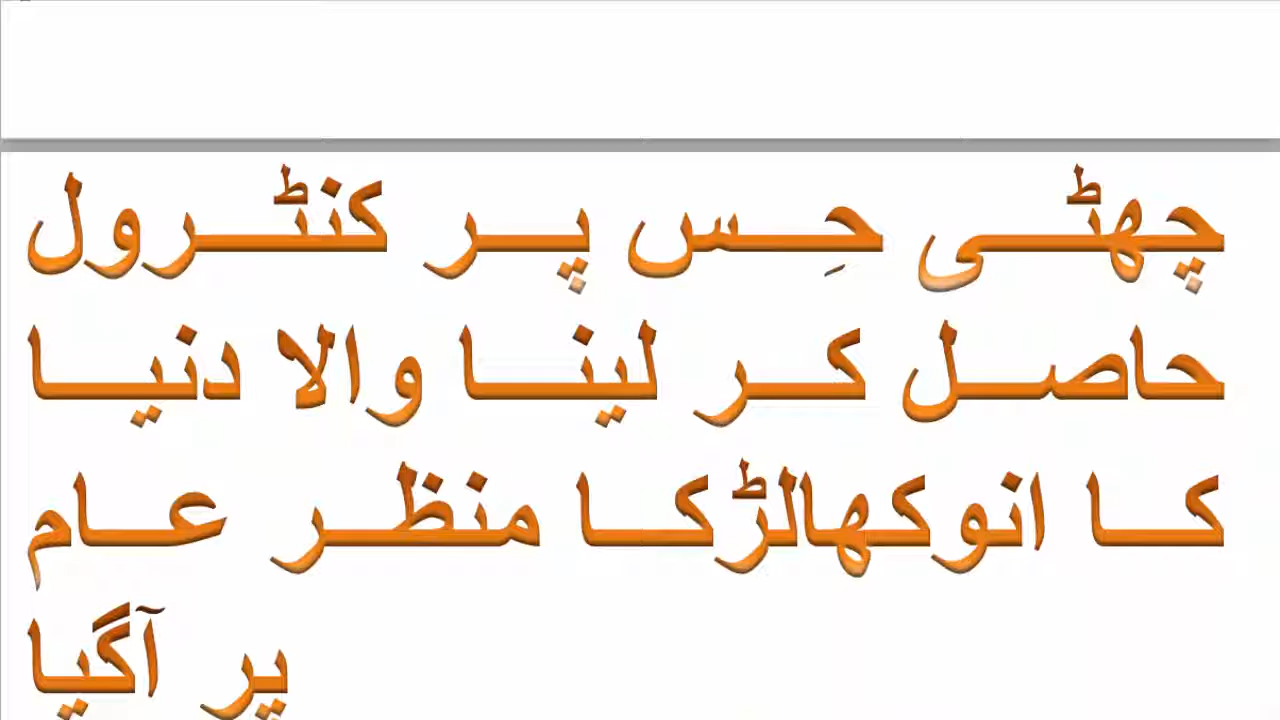 چھٹی حِس پر کنٹرول
حاصل کر لینا والا دنیا
کا انوکھالڑکا منظر عام
پر آگیا